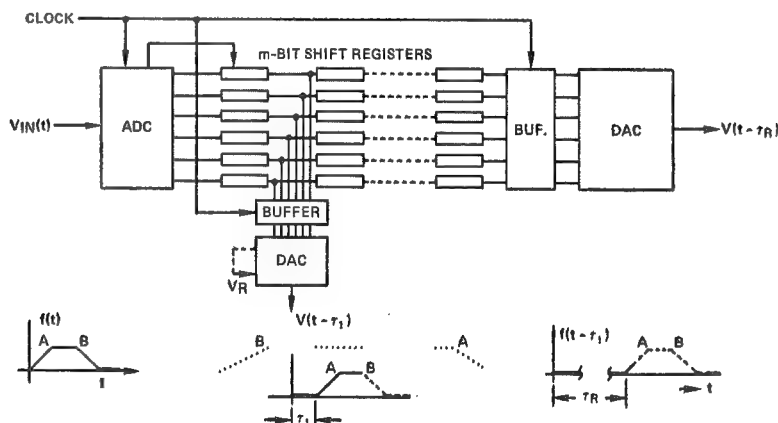 CLOCK
m-BIT SHIFT REGISTERS
VIN(t)
ADC
BUF.
DAC
V(t - τR)
BUFFER
DAC
VR
V(t - τ1)
f(t)
A
B
t
B
A
A
B
τ1
f(t - τ1)
A
B
t
τR